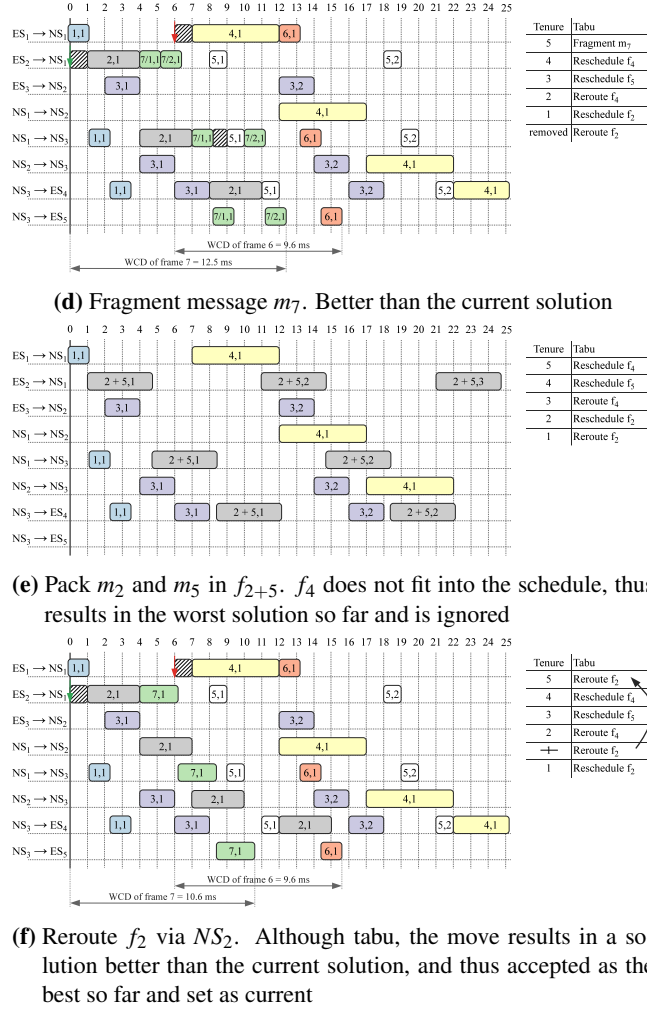 0 1 2 3 4 5 6 7 8 9 10 11 12 13 14 15 16 17 18 19 20 21 22 23 24 25
ES1 → NS1 1,1 4,1 6,1
ES2 → NS1 2,1 7/1,1 7/2,1 5,1 5,2
ES3 → NS2 3,1 3,2
NS1 → NS2 4,1
NS1 → NS3 1,1 2,1 7/1,1 5,1 7/2,1 6,1 5,2
NS2 → NS3 3,1 3,2 4,1
NS3 → ES4 1,1 3,1 2,1 5,1 3,2 5,2 4,1
NS3 → ES5 7/1,1 7/2,1 6,1
WCD of frame 6 = 9.6 ms
WCD of frame 7 = 12.5 ms
Tenure Tabu
5 Fragment m7
4 Reschedule f4
3 Reschedule f5
2 Reroute f4
1 Reschedule f2
removed Reroute f2
(d) Fragment message m7. Better than the current solution
0 1 2 3 4 5 6 7 8 9 10 11 12 13 14 15 16 17 18 19 20 21 22 23 24 25
ES1 → NS1 1,1 4,1
ES2 → NS1 2 + 5,1 2 + 5,2 2 + 5,3
ES3 → NS2 3,1 3,2
NS1 → NS2 4,1
NS1 → NS3 1,1 2 + 5,1 2 + 5,2
NS2 → NS3 3,1 3,2 4,1
NS3 → ES4 1,1 3,1 2 + 5,1 3,2 2 + 5,2
NS3 → ES5
Tenure Tabu
5 Reschedule f4
4 Reschedule f5
3 Reroute f4
2 Reschedule f2
1 Reroute f2
(e) Pack m2 and m5 in f2+5. f4 does not fit into the schedule, thus
results in the worst solution so far and is ignored
0 1 2 3 4 5 6 7 8 9 10 11 12 13 14 15 16 17 18 19 20 21 22 23 24 25
ES1 → NS1 1,1 4,1 6,1
ES2 → NS1 2,1 7,1 5,1 5,2
ES3 → NS2 3,1 3,2
NS1 → NS2 2,1 4,1
NS1 → NS3 1,1 7,1 5,1 6,1 5,2
NS2 → NS3 3,1 2,1 3,2 4,1
NS3 → ES4 1,1 3,1 5,1 2,1 3,2 5,2 4,1
NS3 → ES5 7,1 6,1
WCD of frame 6 = 9.6 ms
WCD of frame 7 = 10.6 ms
Tenure Tabu
5 Reroute f2
4 Reschedule f4
3 Reschedule f5
2 Reroute f4
1 Reroute f2
1 Reschedule f2
(f) Reroute f2 via NS2. Although tabu, the move results in a so-
lution better than the current solution, and thus accepted as the
best so far and set as current